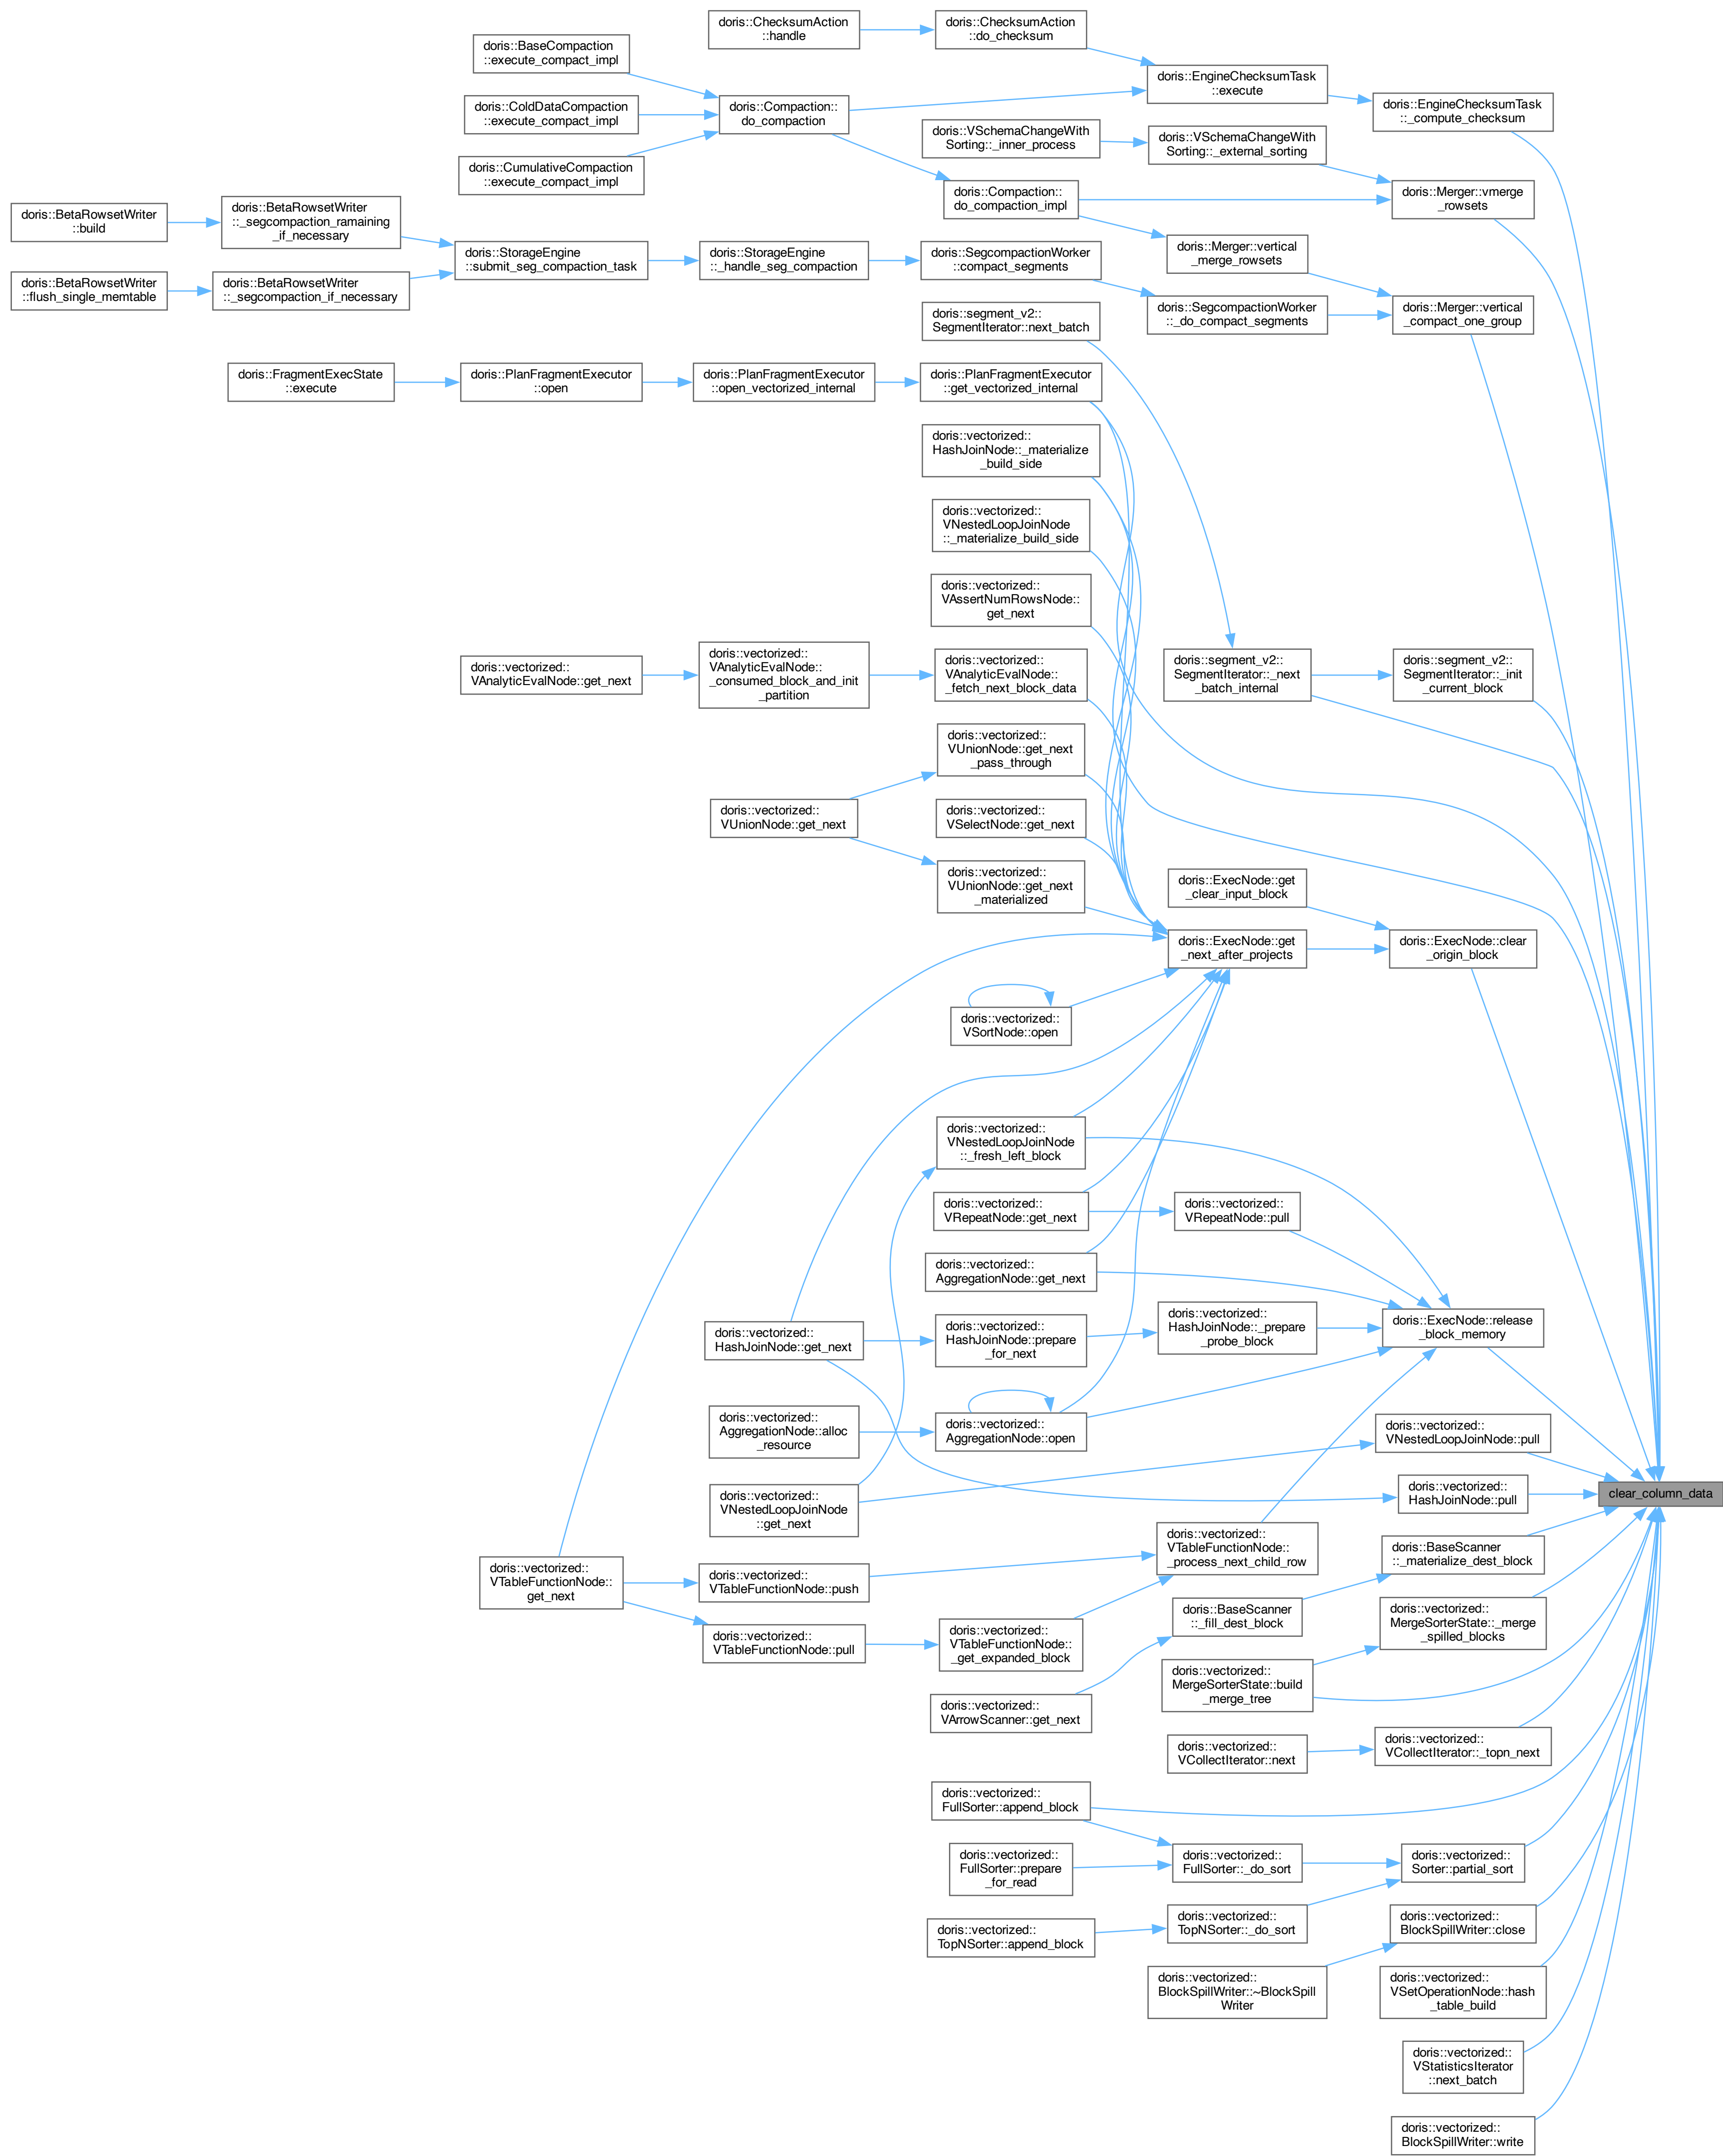 doris::ChecksumAction
::handle
doris::ChecksumAction
::do_checksum
doris::BaseCompaction
::execute_compact_impl
doris::EngineChecksumTask
::execute
doris::ColdDataCompaction
::execute_compact_impl
doris::Compaction::
do_compaction
doris::EngineChecksumTask
::_compute_checksum
doris::VSchemaChangeWith
Sorting::_inner_process
doris::VSchemaChangeWith
Sorting::_external_sorting
doris::CumulativeCompaction
::execute_compact_impl
doris::Compaction::
do_compaction_impl
doris::Merger::vmerge
_rowsets
doris::BetaRowsetWriter
::build
doris::BetaRowsetWriter
::_segcompaction_ramaining
_if_necessary
doris::StorageEngine
::submit_seg_compaction_task
doris::StorageEngine
::_handle_seg_compaction
doris::SegcompactionWorker
::compact_segments
doris::Merger::vertical
_merge_rowsets
doris::BetaRowsetWriter
::flush_single_memtable
doris::BetaRowsetWriter
::_segcompaction_if_necessary
doris::SegcompactionWorker
::_do_compact_segments
doris::Merger::vertical
_compact_one_group
doris::segment_v2::
SegmentIterator::next_batch
doris::FragmentExecState
::execute
doris::PlanFragmentExecutor
::open
doris::PlanFragmentExecutor
::open_vectorized_internal
doris::PlanFragmentExecutor
::get_vectorized_internal
doris::vectorized::
HashJoinNode::_materialize
_build_side
doris::vectorized::
VNestedLoopJoinNode
::_materialize_build_side
doris::vectorized::
VAssertNumRowsNode::
get_next
doris::vectorized::
VAnalyticEvalNode::get_next
doris::vectorized::
VAnalyticEvalNode::
_consumed_block_and_init
_partition
doris::vectorized::
VAnalyticEvalNode::
_fetch_next_block_data
doris::segment_v2::
SegmentIterator::_next
_batch_internal
doris::segment_v2::
SegmentIterator::_init
_current_block
doris::vectorized::
VUnionNode::get_next
_pass_through
doris::vectorized::
VUnionNode::get_next
doris::vectorized::
VSelectNode::get_next
doris::vectorized::
VUnionNode::get_next
_materialized
doris::ExecNode::get
_clear_input_block
doris::ExecNode::get
_next_after_projects
doris::ExecNode::clear
_origin_block
doris::vectorized::
VSortNode::open
doris::vectorized::
VNestedLoopJoinNode
::_fresh_left_block
doris::vectorized::
VRepeatNode::get_next
doris::vectorized::
VRepeatNode::pull
doris::vectorized::
AggregationNode::get_next
doris::vectorized::
HashJoinNode::get_next
doris::vectorized::
HashJoinNode::prepare
_for_next
doris::vectorized::
HashJoinNode::_prepare
_probe_block
doris::ExecNode::release
_block_memory
doris::vectorized::
AggregationNode::alloc
_resource
doris::vectorized::
AggregationNode::open
doris::vectorized::
VNestedLoopJoinNode::pull
doris::vectorized::
VNestedLoopJoinNode
::get_next
doris::vectorized::
HashJoinNode::pull
clear_column_data
doris::vectorized::
VTableFunctionNode::
get_next
doris::vectorized::
VTableFunctionNode::push
doris::vectorized::
VTableFunctionNode::
_process_next_child_row
doris::BaseScanner
::_materialize_dest_block
doris::vectorized::
VTableFunctionNode::pull
doris::vectorized::
VTableFunctionNode::
_get_expanded_block
doris::BaseScanner
::_fill_dest_block
doris::vectorized::
MergeSorterState::_merge
_spilled_blocks
doris::vectorized::
VArrowScanner::get_next
doris::vectorized::
MergeSorterState::build
_merge_tree
doris::vectorized::
VCollectIterator::next
doris::vectorized::
VCollectIterator::_topn_next
doris::vectorized::
FullSorter::append_block
doris::vectorized::
FullSorter::prepare
_for_read
doris::vectorized::
FullSorter::_do_sort
doris::vectorized::
Sorter::partial_sort
doris::vectorized::
TopNSorter::append_block
doris::vectorized::
TopNSorter::_do_sort
doris::vectorized::
BlockSpillWriter::close
doris::vectorized::
BlockSpillWriter::~BlockSpill
Writer
doris::vectorized::
VSetOperationNode::hash
_table_build
doris::vectorized::
VStatisticsIterator
::next_batch
doris::vectorized::
BlockSpillWriter::write